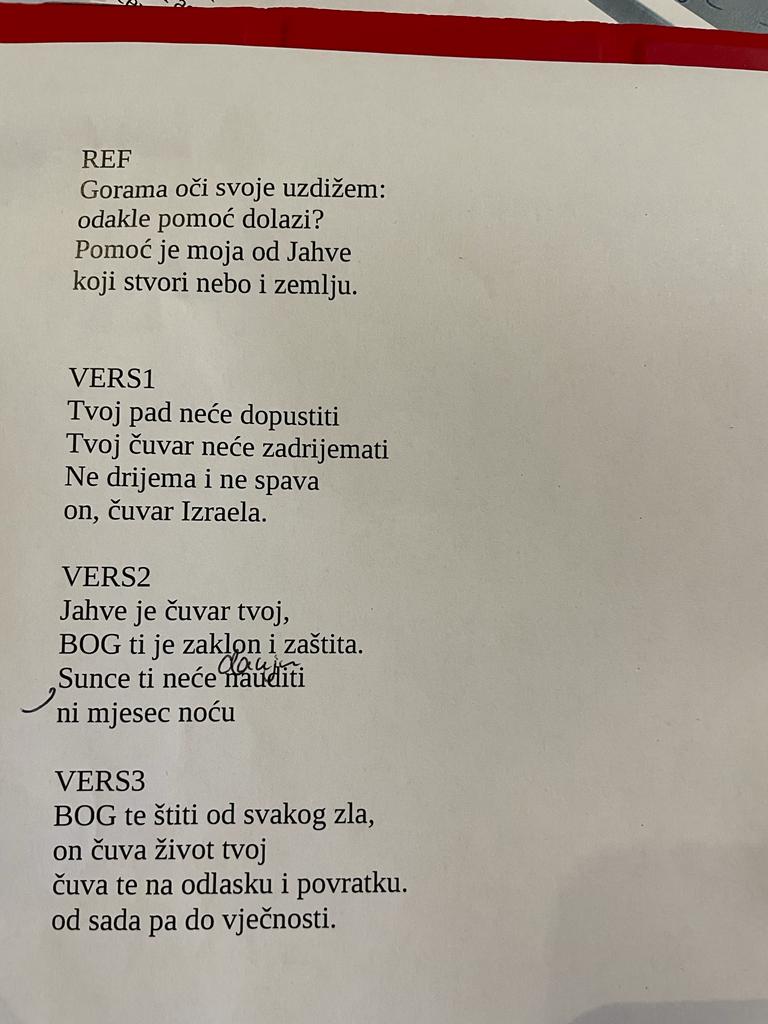 REF
Gorama oči svoje uzdižem:
odakle pomoć dolazi?
Pomoć je moja od Jahve
koji stvori nebo i zemlju.
VERS1
Tvoj pad neće dopustiti
Tvoj čuvar neće zadrijemati
Ne drijema i ne spava
on, čuvar Izraela.
VERS2
Jahve je čuvar tvoj,
BOG ti je zaklon i zaštita.
danju
Sunce ti neće nauditi
ni mjesec noću
VERS3
BOG te štiti od svakog zla,
on čuva život tvoj
čuva te na odlasku i povratku.
od sada pa do vječnosti.